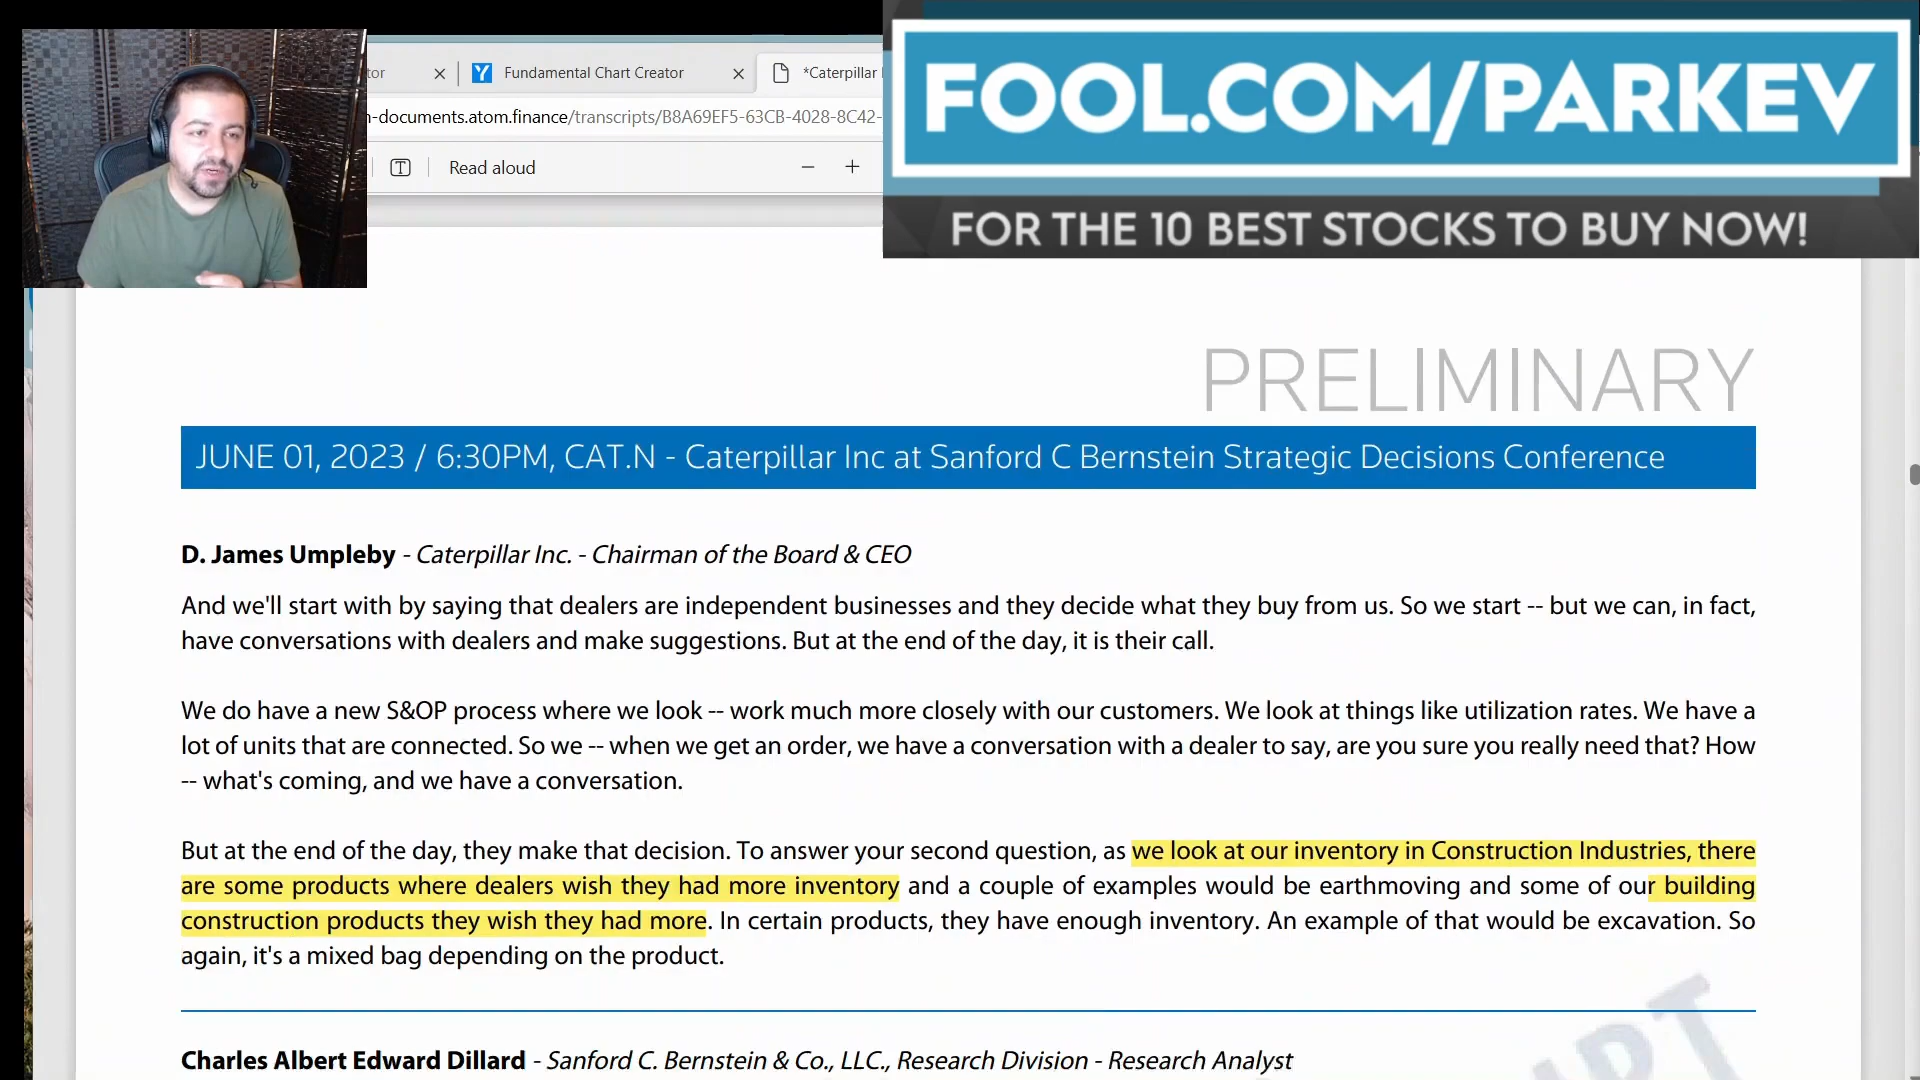 tor
Fundamental Chart Creator
*Caterpillar
n-documents.atom.finance/transcripts/B8A69EF5-63CB-4028-8C42-
Read aloud
FOOL.COM/PARKEV
FOR THE 10 BEST STOCKS TO BUY NOW!
PRELIMINARY
JUNE 01, 2023 / 6:30PM, CAT.N - Caterpillar Inc at Sanford C Bernstein Strategic Decisions Conference
D. James Umpleby - Caterpillar Inc. - Chairman of the Board & CEO
And we'll start with by saying that dealers are independent businesses and they decide what they buy from us. So we start -- but we can, in fact,
have conversations with dealers and make suggestions. But at the end of the day, it is their call.
We do have a new S&OP process where we look -- work much more closely with our customers. We look at things like utilization rates. We have a
lot of units that are connected. So we -- when we get an order, we have a conversation with a dealer to say, are you sure you really need that? How
-- what's coming, and we have a conversation.
But at the end of the day, they make that decision. To answer your second question, as we look at our inventory in Construction Industries, there
are some products where dealers wish they had more inventory and a couple of examples would be earthmoving and some of our building
construction products they wish they had more. In certain products, they have enough inventory. An example of that would be excavation. So
again, it's a mixed bag depending on the product.
Charles Albert Edward Dillard - Sanford C. Bernstein & Co., LLC., Research Division - Research Analyst